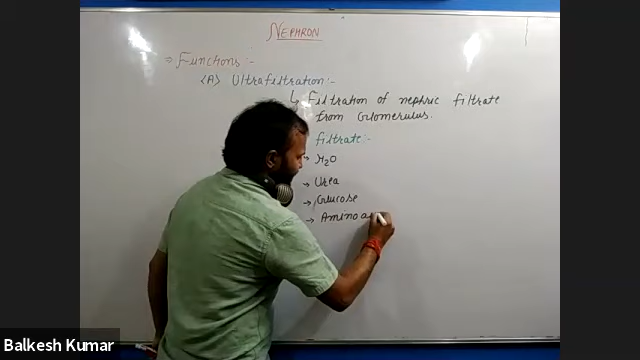 NEPHRON
⇒ Functions:-
(A) Ultrafiltration:-
↳ Filtration of nephric filtrate
from Glomerulus.
filtrate:-
→ H2O
→ Urea
→ Glucose
→ Amino a
Balkesh Kumar